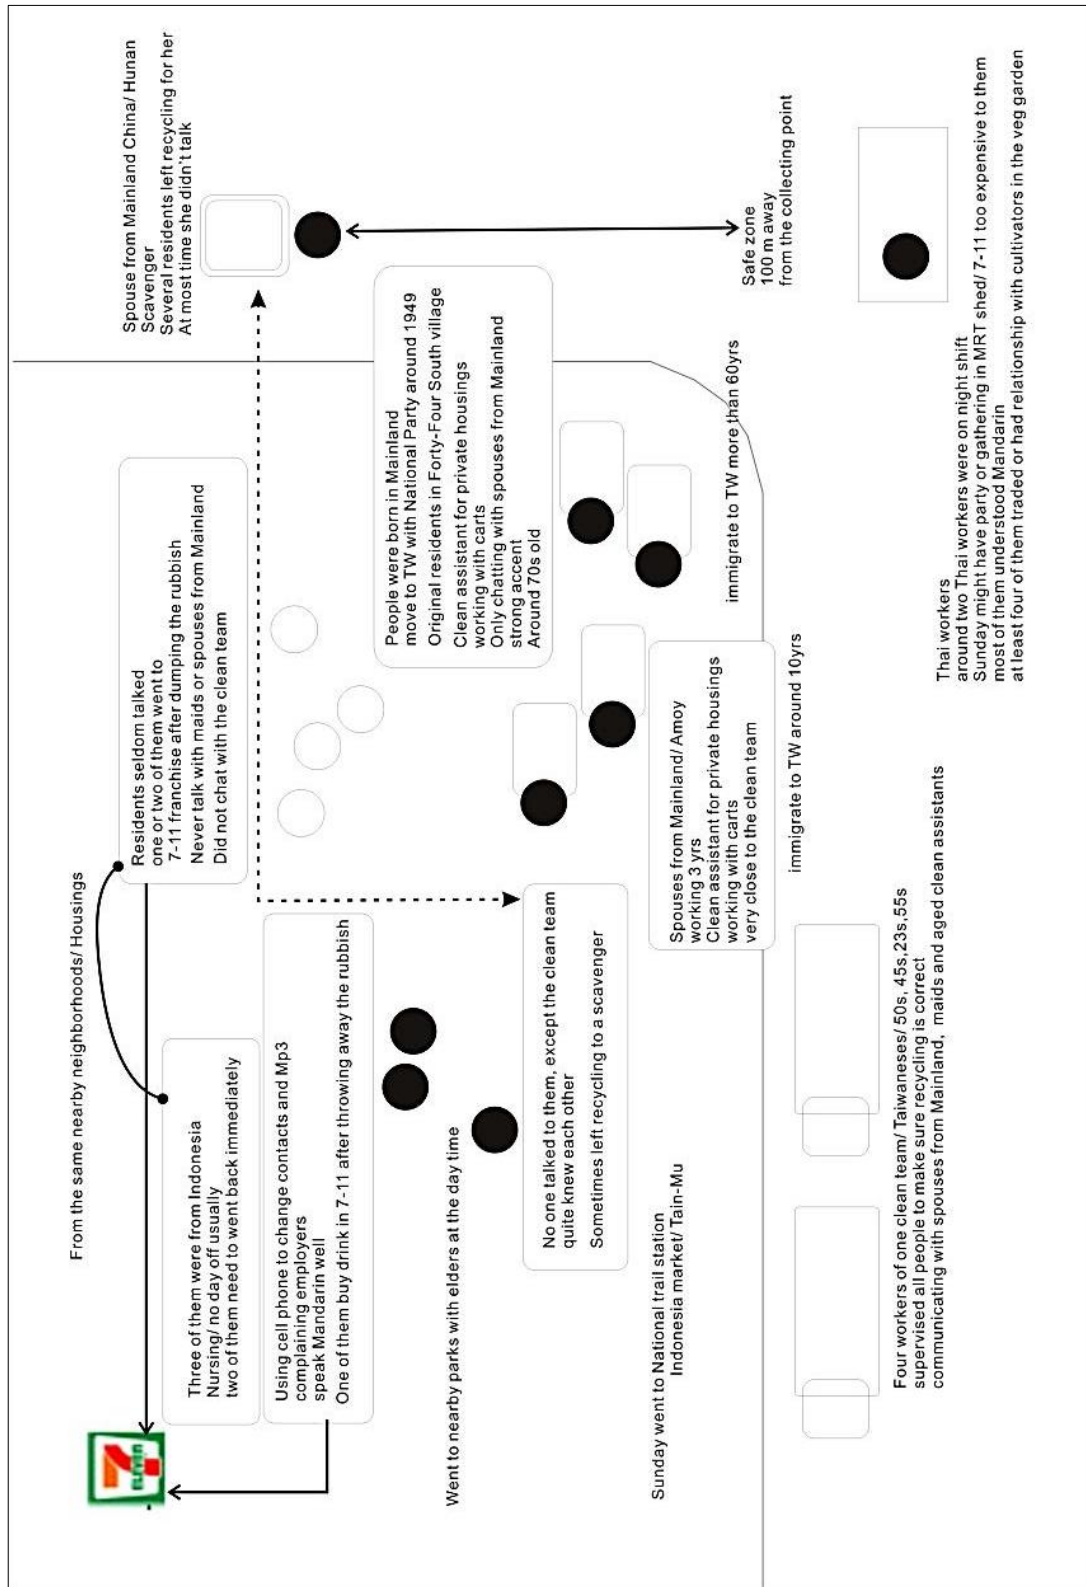 From the same nearby neighborhoods/ Housings
7
ELEVEN
Three of them were from Indonesia
Nursing/ no day off usually
two of them need to went back immediately
Using cell phone to change contacts and Mp3
complaining employers
speak Mandarin well
One of them buy drink in 7-11 after throwing away the rubbish
Went to nearby parks with elders at the day time
No one talked to them, except the clean team
quite knew each other
Sometimes left recycling to a scavenger
Sunday went to National trail station
Indonesia market/ Tain-Mu
Residents seldom talked
one or two of them went to
7-11 franchise after dumping the rubbish
Never talk with maids or spouses from Mainland
Did not chat with the clean team
Spouse from Mainland China/ Hunan
Scavenger
Several residents left recycling for her
At most time she didn't talk
People were born in Mainland
move to TW with National Party around 1949
Original residents in Forty-Four South village
Clean assistant for private housings
working with carts
Only chatting with spouses from Mainland
strong accent
Around 70s old
immigrate to TW more than 60yrs
Spouses from Mainland/ Amoy
working 3 yrs
Clean assistant for private housings
working with carts
very close to the clean team
immigrate to TW around 10yrs
Safe zone
100 m away
from the collecting point
Four workers of one clean team/ Taiwaneses/ 50s, 45s,23s,55s
supervised all people to make sure recycling is correct
communicating with spouses from Mainland, maids and aged clean assistants
Thai workers
around two Thai workers were on night shift
Sunday might have party or gathering in MRT shed/ 7-11 too expensive to them
most of them understood Mandarin
at least four of them traded or had relationship with cultivators in the veg garden